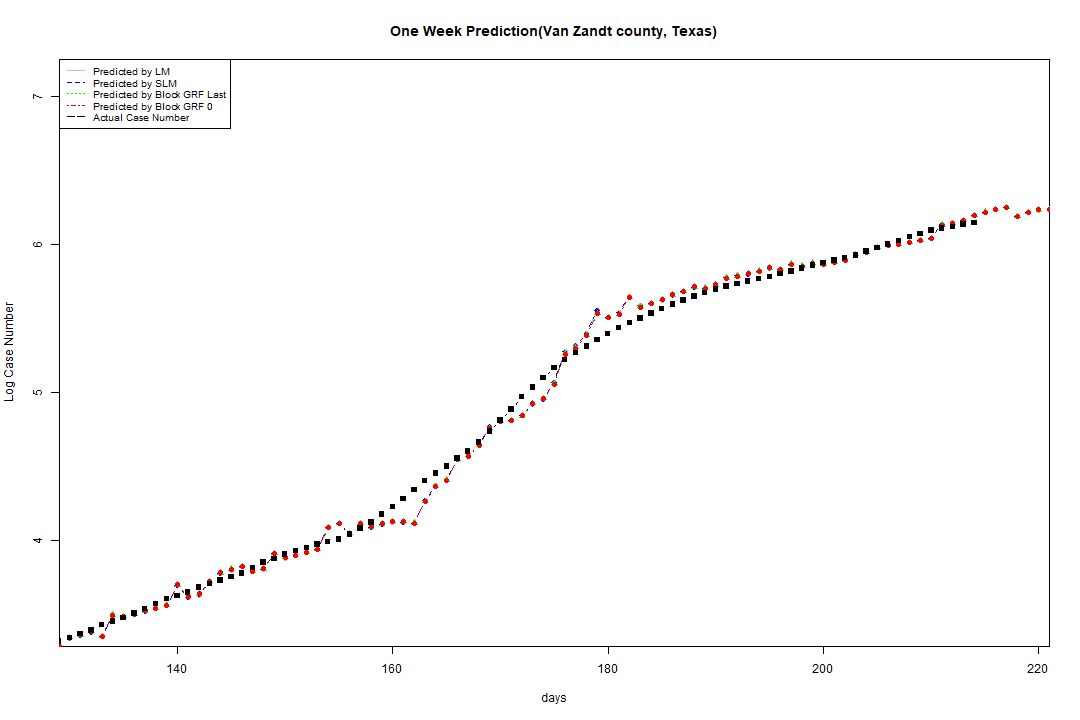 One Week Prediction(Van Zandt county, Texas)
Predicted by LM
Predicted by SLM
Predicted by Block GRF Last
Predicted by Block GRF 0
Actual Case Number
7
6
5
4
Log Case Number
140 160 180 200 220
days